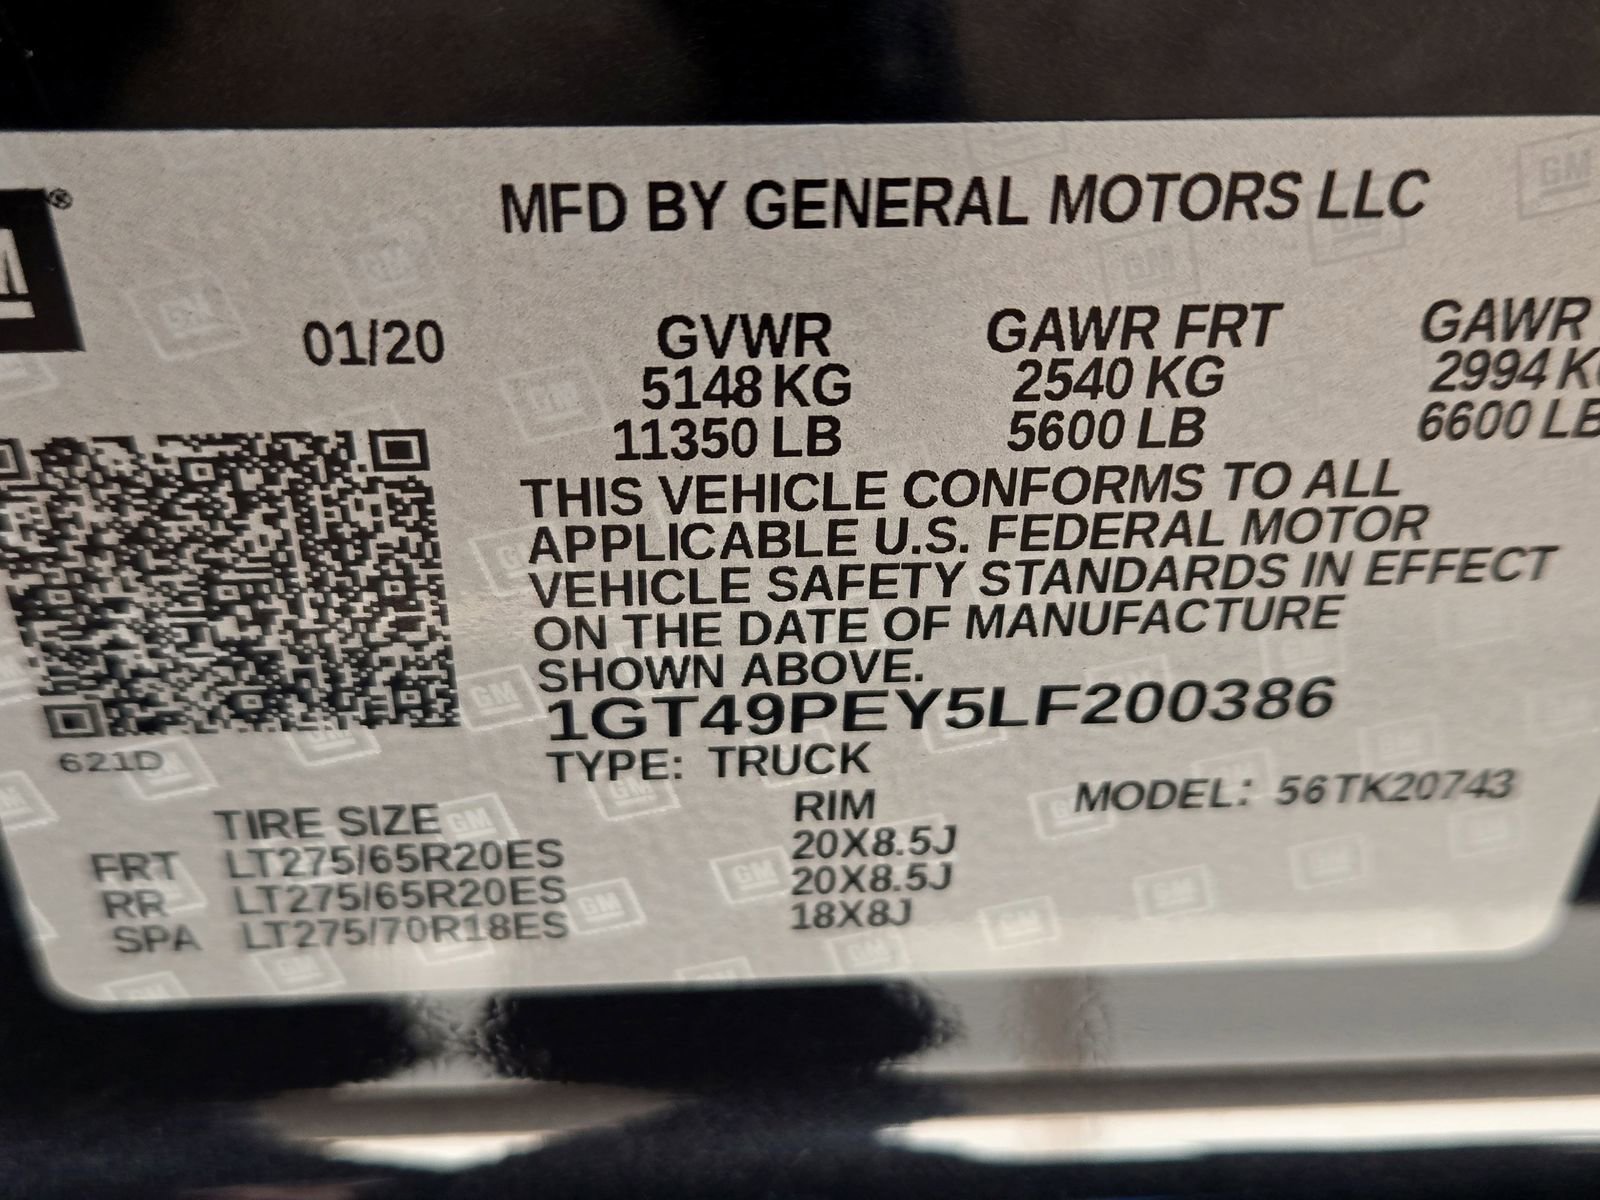 MFD BY GENERAL MOTORS LLC
01/20
GVWR GAWR FRT GAWR
5148 KG 2540 KG 2994 KG
11350 LB 5600 LB 6600 LB
THIS VEHICLE CONFORMS TO ALL
APPLICABLE U.S. FEDERAL MOTOR
VEHICLE SAFETY STANDARDS IN EFFECT
ON THE DATE OF MANUFACTURE
SHOWN ABOVE.
1GT49PEY5LF200386
621D
TYPE: TRUCK
MODEL: 56TK20743
TIRE SIZE RIM
FRT LT275/65R20ES 20X8.5J
RR LT275/65R20ES 20X8.5J
SPA LT275/70R18ES 18X8J